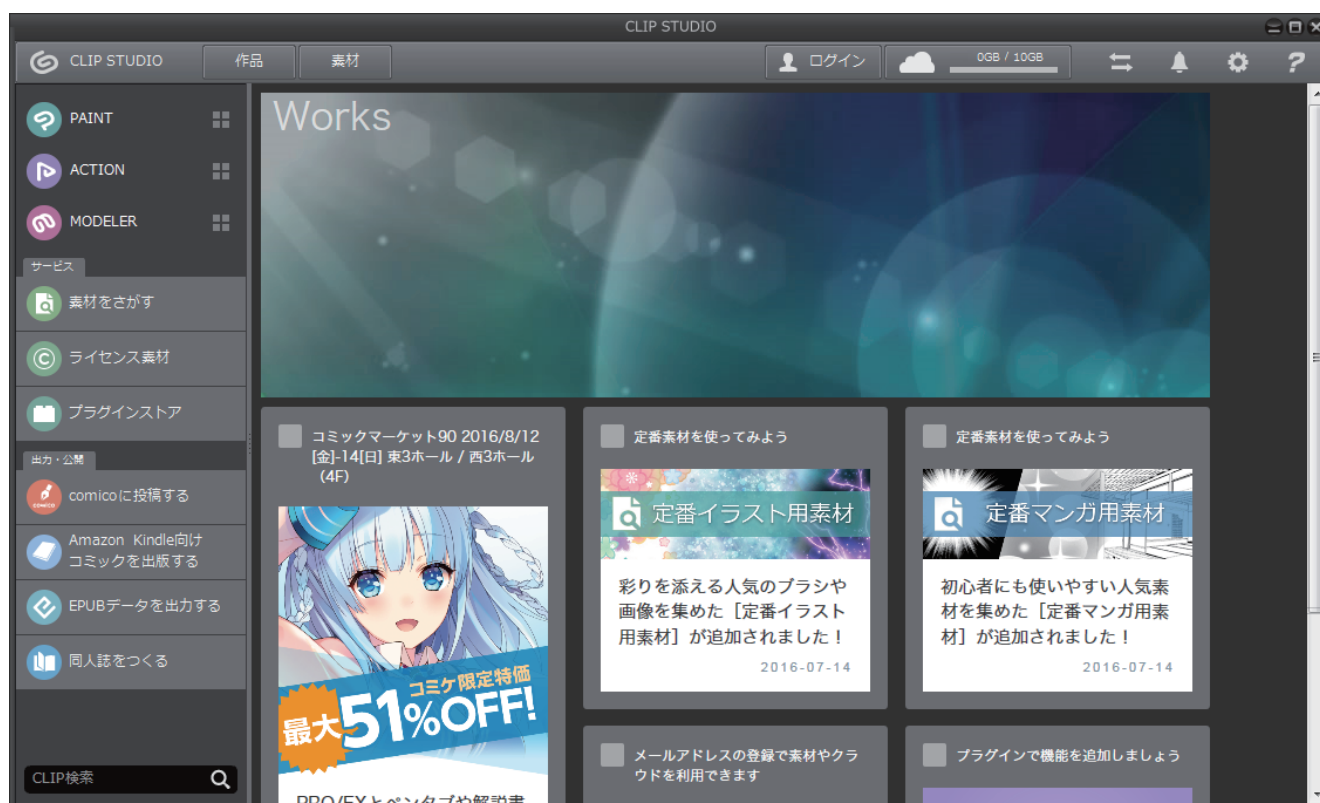 CLIP STUDIO
CLIP STUDIO
作品
素材
ログイン
0GB / 10GB
?
PAINT
ACTION
MODELER
サービス
素材をさがす
ライセンス素材
プラグインストア
出力・公開
comico
comicoに投稿する
Amazon Kindle向け
コミックを出版する
EPUBデータを出力する
同人誌をつくる
CLIP検索
Works
コミックマーケット90 2016/8/12
[金]-14[日] 東3ホール / 西3ホール
（4F）
コミケ限定特価
最大51%OFF!
PRO/EXとペンタブや解説書
定番素材を使ってみよう
定番イラスト用素材
彩りを添える人気のブラシや
画像を集めた［定番イラスト
用素材］が追加されました！
2016-07-14
メールアドレスの登録で素材やクラ
ウドを利用できます
定番素材を使ってみよう
定番マンガ用素材
初心者にも使いやすい人気素
材を集めた［定番マンガ用素
材］が追加されました！
2016-07-14
プラグインで機能を追加しましょう